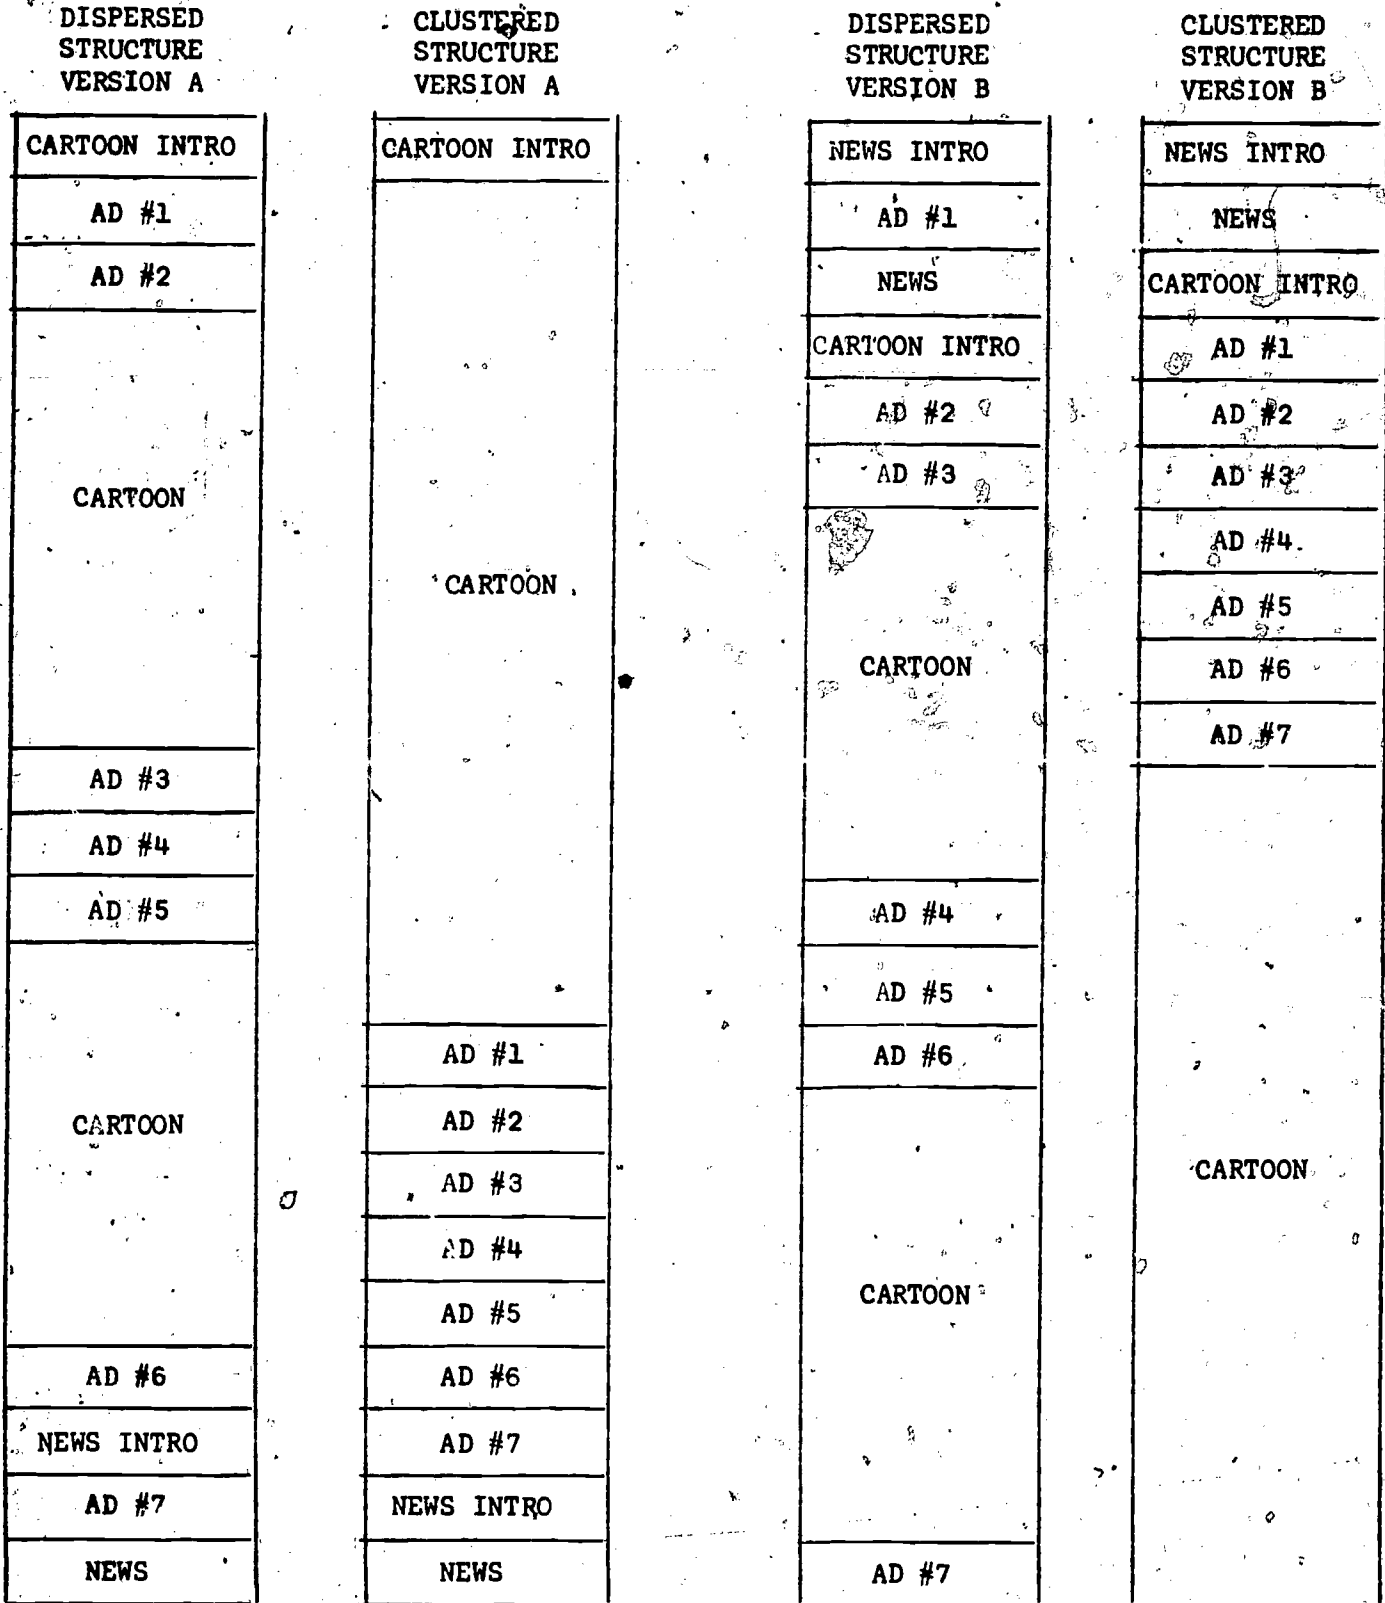 DISPERSED
STRUCTURE
VERSION A
CARTOON INTRO
AD #1
AD #2
CARTOON
AD #3
AD #4
AD #5
CARTOON
AD #6
NEWS INTRO
AD #7
NEWS
CLUSTERED
STRUCTURE
VERSION A
CARTOON INTRO
CARTOON
AD #1
AD #2
AD #3
AD #4
AD #5
AD #6
AD #7
NEWS INTRO
NEWS
DISPERSED
STRUCTURE
VERSION B
NEWS INTRO
AD #1
NEWS
CARTOON INTRO
AD #2
AD #3
CARTOON
AD #4
AD #5
AD #6
CARTOON
AD #7
CLUSTERED
STRUCTURE
VERSION B
NEWS INTRO
NEWS
CARTOON INTRO
AD #1
AD #2
AD #3
AD #4
AD #5
AD #6
AD #7
CARTOON